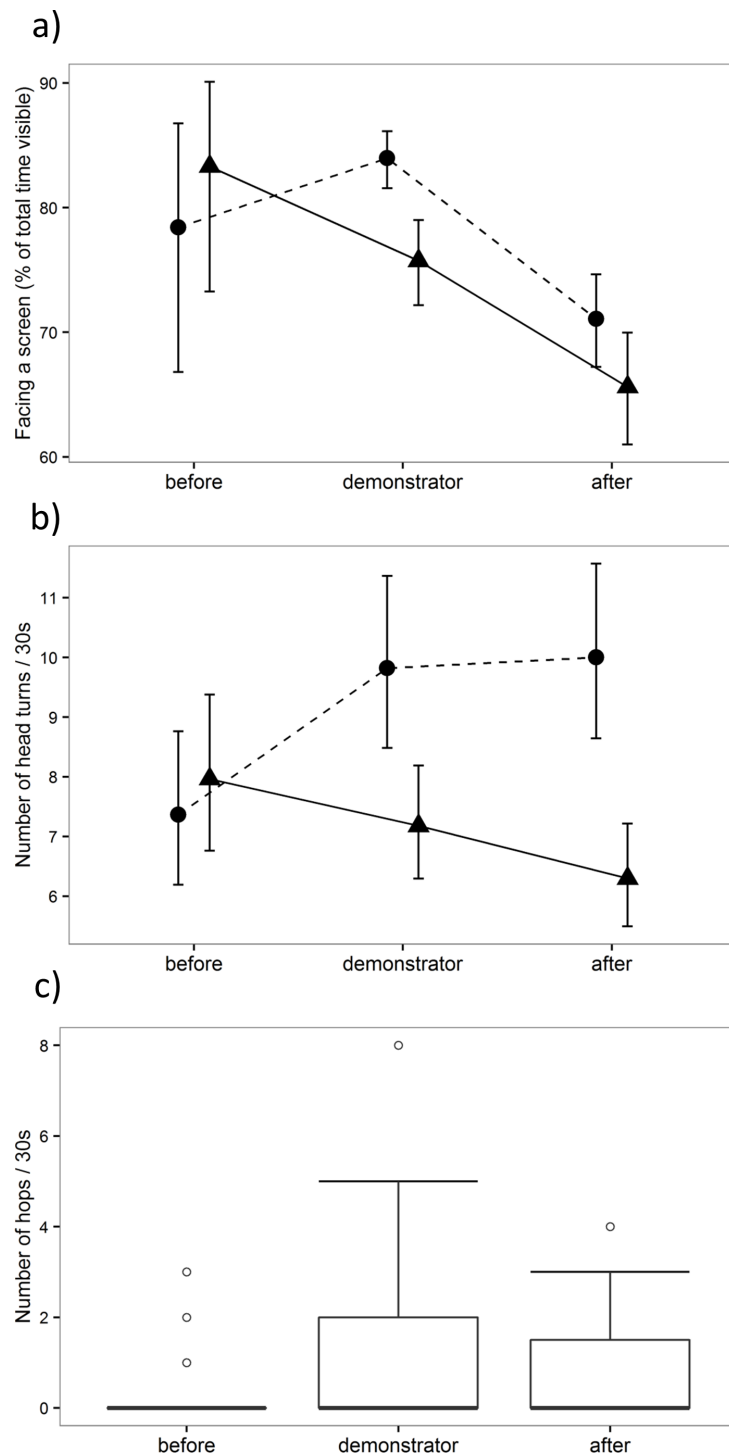 a)
Facing a screen (% of total time visible)
90
80
70
60
before demonstrator after
b)
Number of head turns / 30s
11
10
9
8
7
6
before demonstrator after
c)
Number of hops / 30s
8
6
4
2
0
before demonstrator after